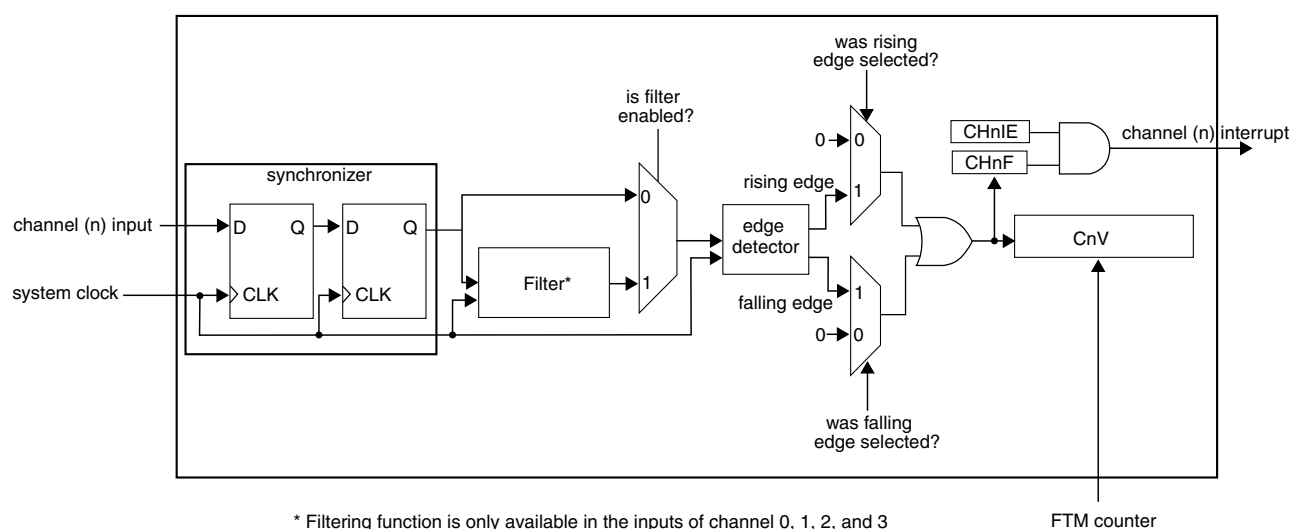 was rising
edge selected?
is filter
enabled?
0
0
CHnIE
channel (n) interrupt
CHnF
synchronizer
rising edge
1
0
channel (n) input
D
Q
D
Q
edge
detector
CnV
Filter*
1
system clock
CLK
CLK
falling edge
1
0
0
was falling
edge selected?
* Filtering function is only available in the inputs of channel 0, 1, 2, and 3
FTM counter